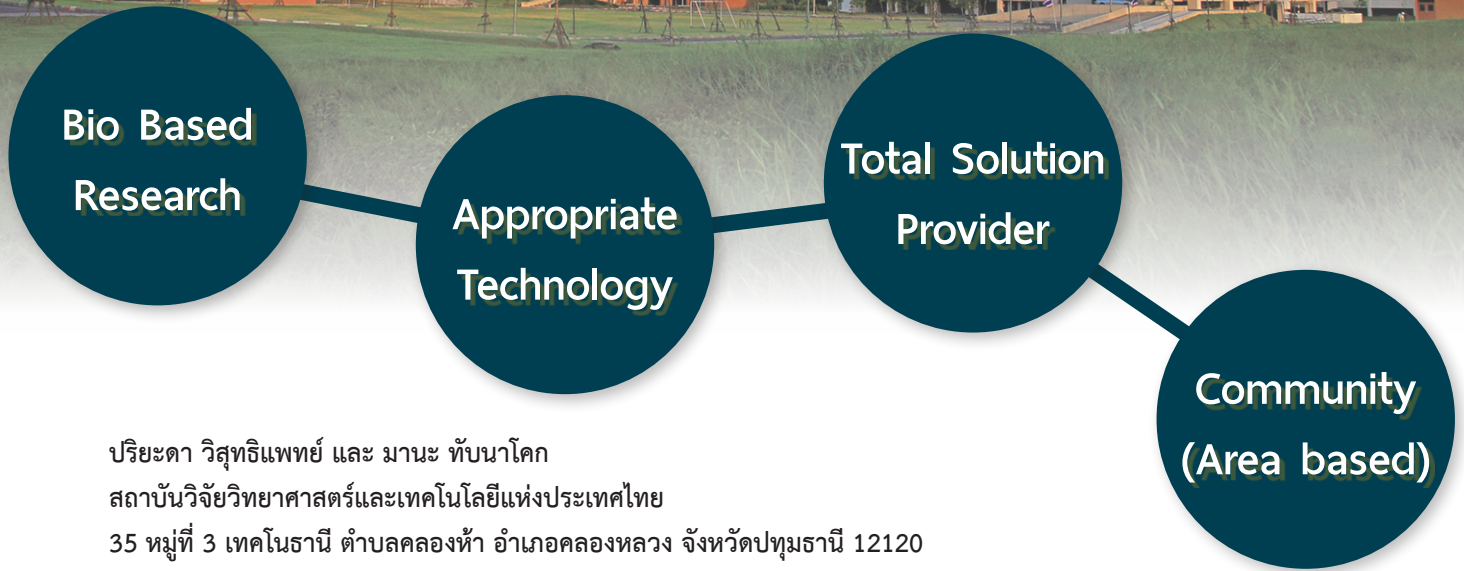 Bio Based
Research
Appropriate
Technology
Total Solution
Provider
Community
(Area based)
ปริยะดา วิสุทธิแพทย์ และ มานะ ทับนาโคก
สถาบันวิจัยวิทยาศาสตร์และเทคโนโลยีแห่งประเทศไทย
35 หมู่ที่ 3 เทคโนธานี ตำบลคลองห้า อำเภอคลองหลวง จังหวัดปทุมธานี 12120